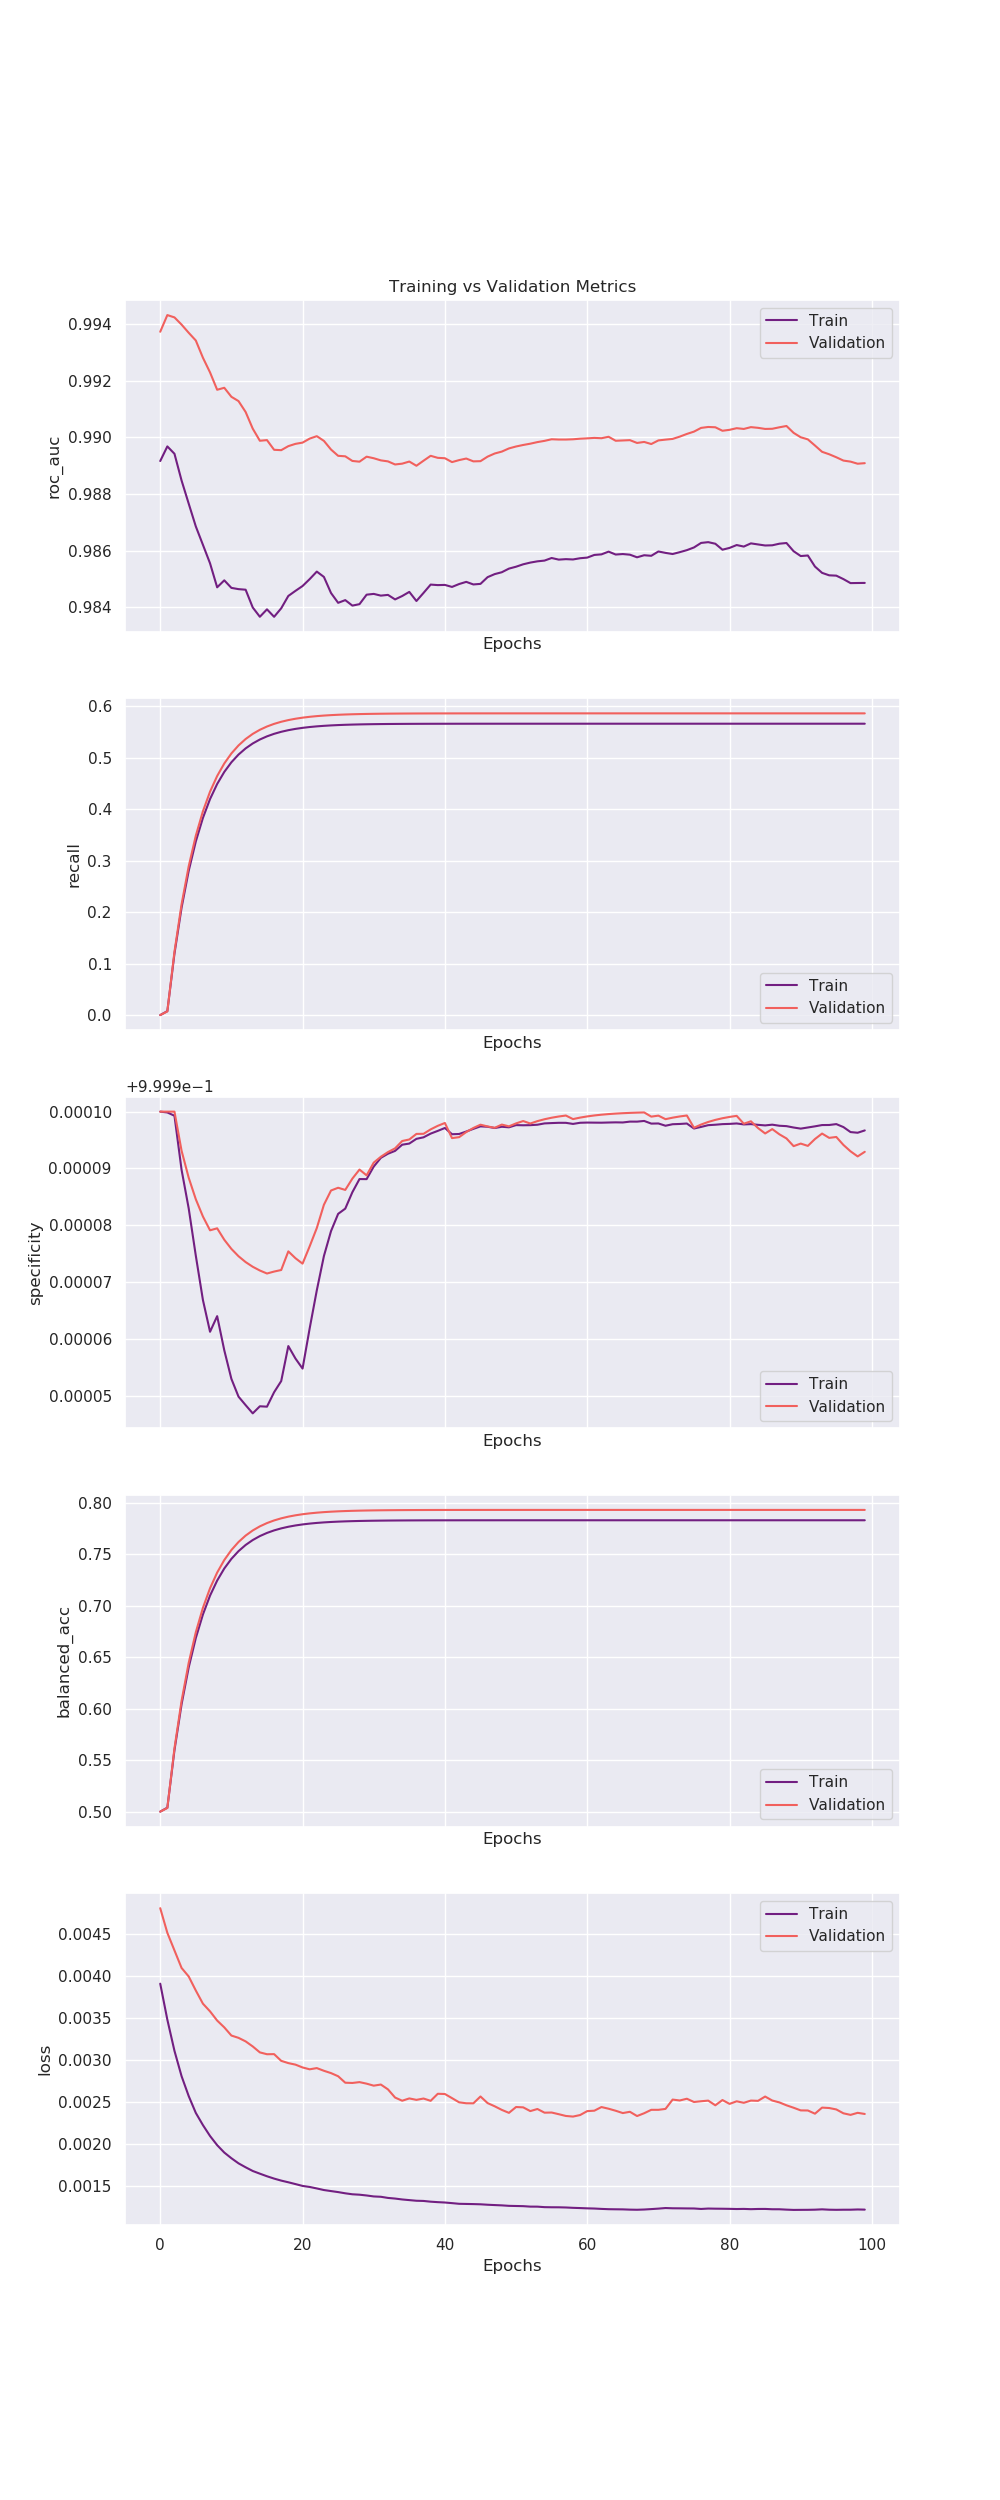 Training vs Validation Metrics
0.994
0.992
0.990
0.988
0.986
0.984
roc_auc
Train
Validation
Epochs
0.6
0.5
0.4
0.3
0.2
0.1
0.0
recall
Train
Validation
Epochs
+9.999e−1
0.00010
0.00009
0.00008
0.00007
0.00006
0.00005
specificity
Train
Validation
Epochs
0.80
0.75
0.70
0.65
0.60
0.55
0.50
balanced_acc
Train
Validation
Epochs
0.0045
0.0040
0.0035
0.0030
0.0025
0.0020
0.0015
loss
Train
Validation
0 20 40 60 80 100
Epochs